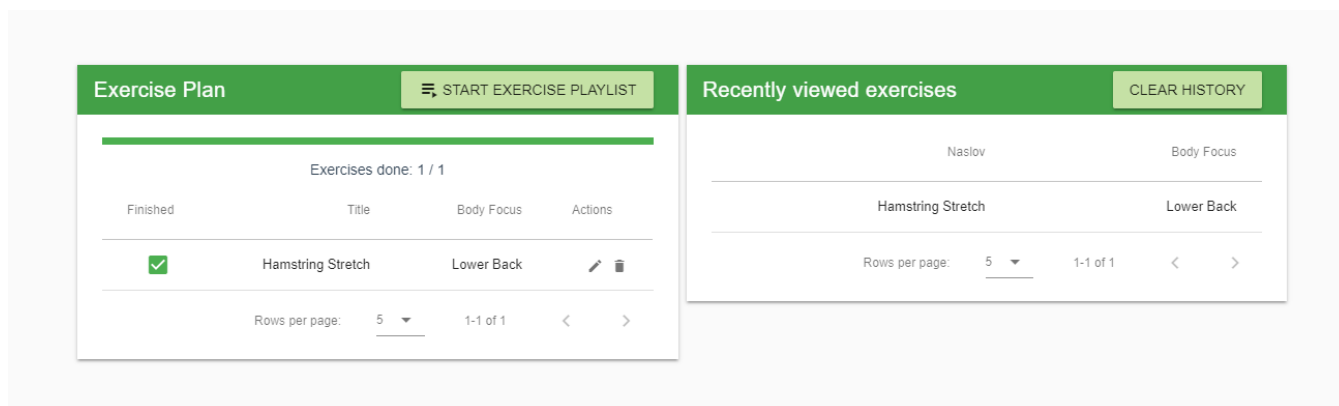 Exercise Plan
START EXERCISE PLAYLIST
Exercises done: 1 / 1
Finished Title Body Focus Actions
Hamstring Stretch Lower Back
Rows per page: 5 1-1 of 1
Recently viewed exercises
CLEAR HISTORY
Naslov Body Focus
Hamstring Stretch Lower Back
Rows per page: 5 1-1 of 1